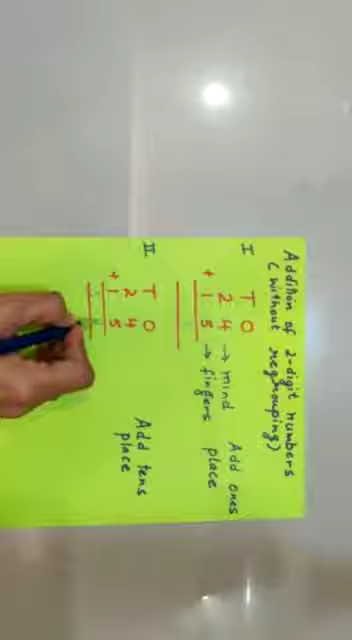 Addition of 2-digit numbers
(without regrouping)
I T O
2 4 → mind Add ones
+ 1 5 → fingers place
II T O
2 4 Add tens
+ 1 5 place